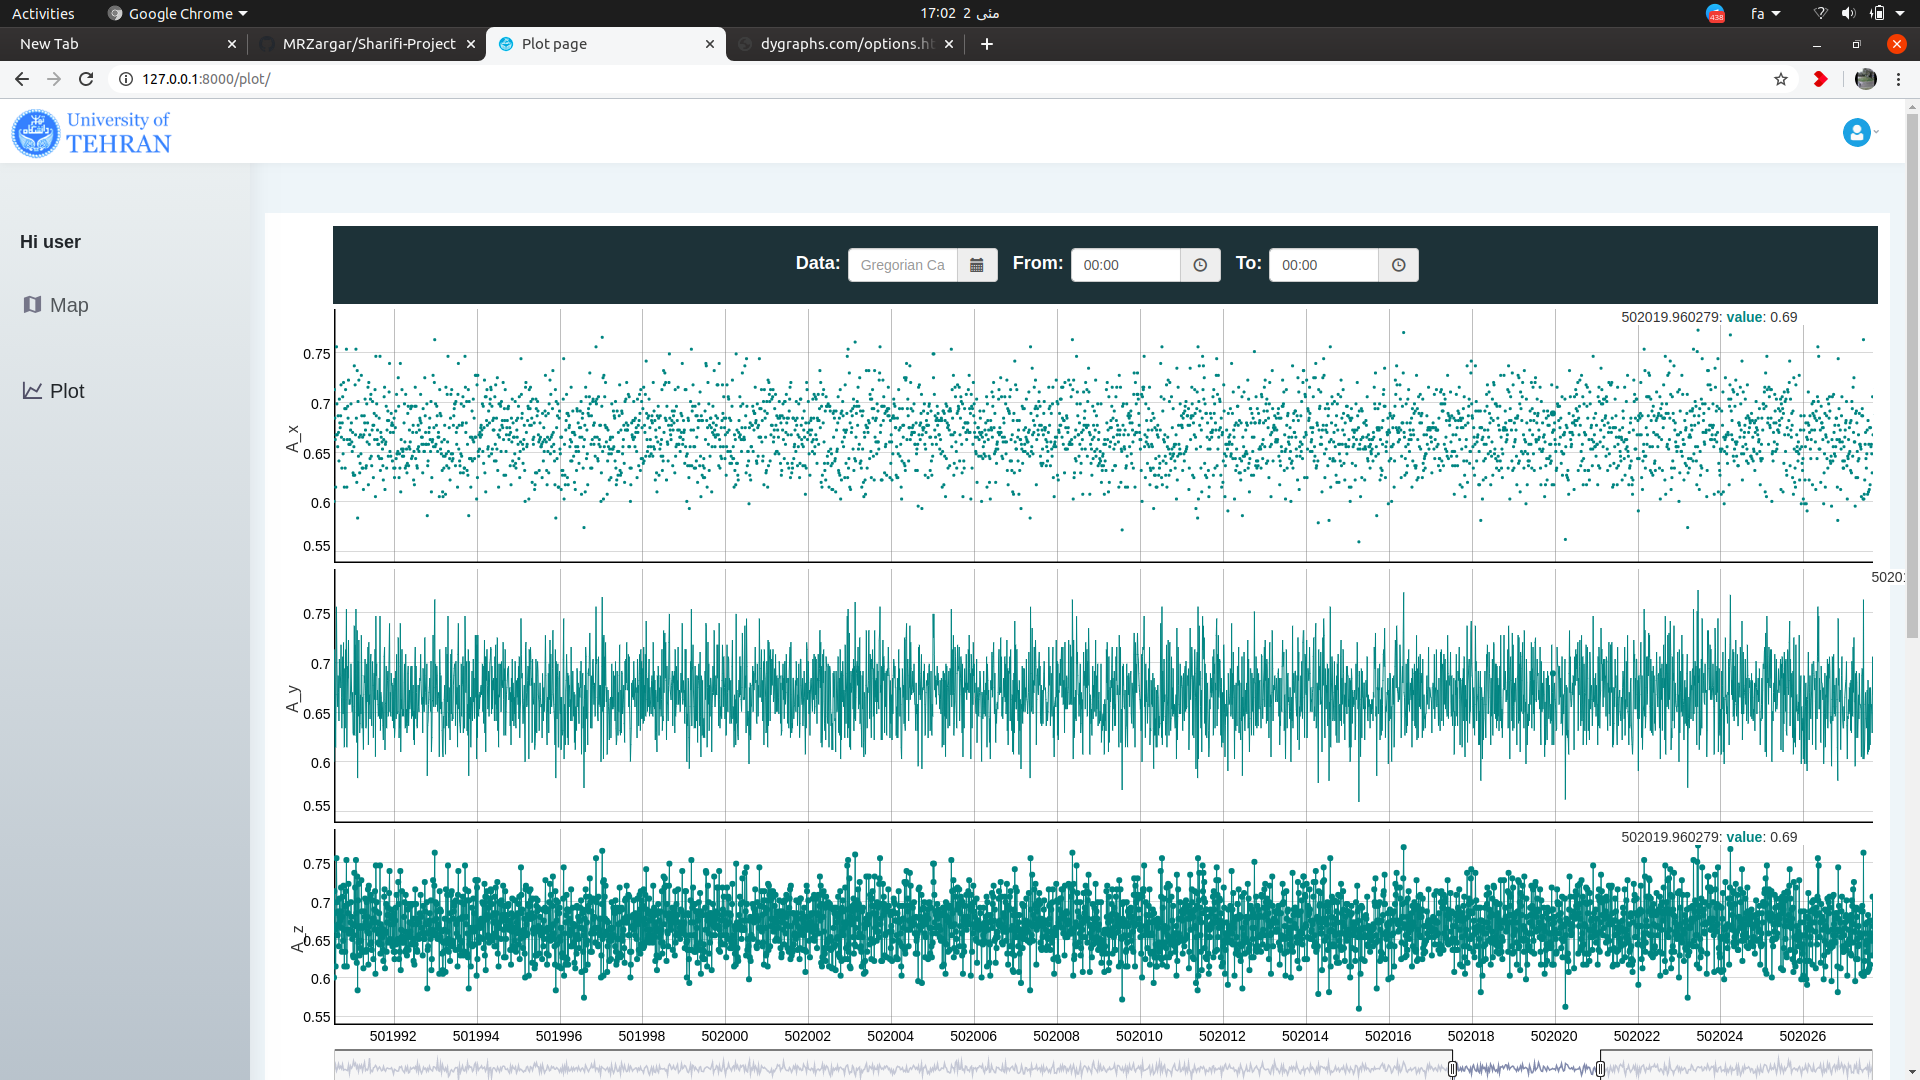 Activities
Google Chrome
17:02 2 مئی
438
fa
New Tab
MRZargar/Sharifi-Project
Plot page
dygraphs.com/options.ht
127.0.0.1:8000/plot/
University of
TEHRAN
Hi user
Map
Plot
Data: Gregorian Ca From: 00:00 To: 00:00
502019.960279: value: 0.69
A_x
0.75
0.7
0.65
0.6
0.55
5020
A_y
0.75
0.7
0.65
0.6
0.55
502019.960279: value: 0.69
A_z
0.75
0.7
0.65
0.6
0.55
501992 501994 501996 501998 502000 502002 502004 502006 502008 502010 502012 502014 502016 502018 502020 502022 502024 502026